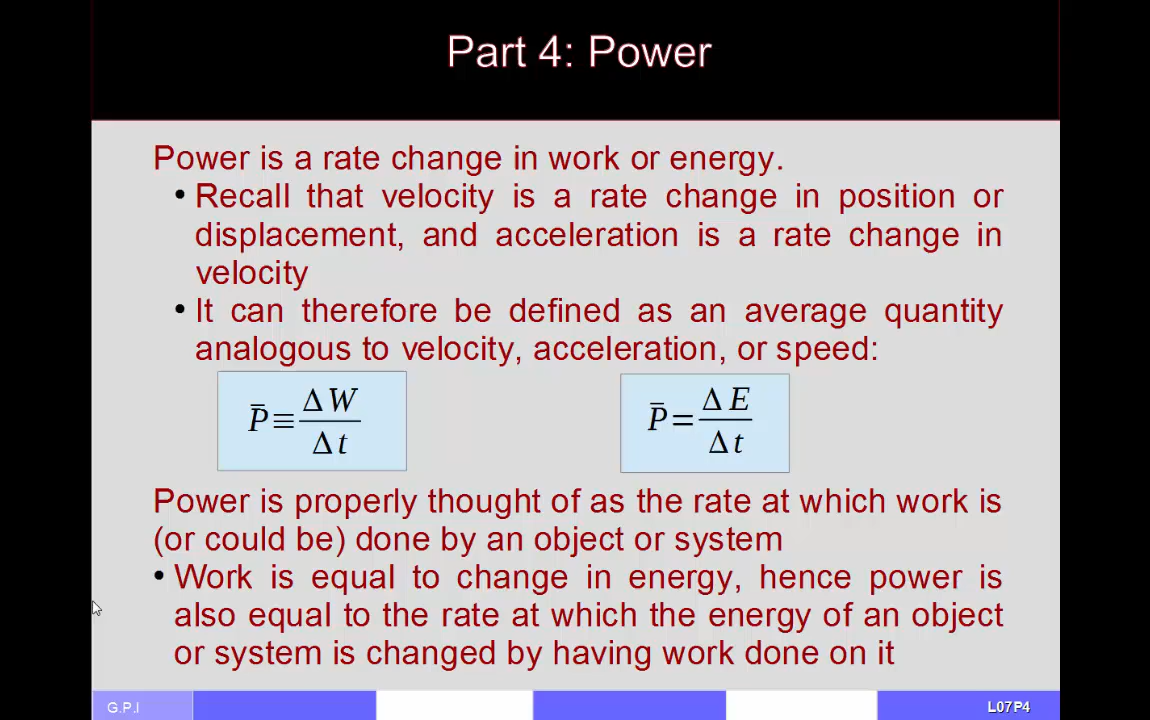 Part 4: Power
Power is a rate change in work or energy.
• Recall that velocity is a rate change in position or
displacement, and acceleration is a rate change in
velocity
• It can therefore be defined as an average quantity
analogous to velocity, acceleration, or speed:
P̄≡ΔW/Δt
P̄=ΔE/Δt
Power is properly thought of as the rate at which work is
(or could be) done by an object or system
• Work is equal to change in energy, hence power is
also equal to the rate at which the energy of an object
or system is changed by having work done on it
G.P.I
L07P4